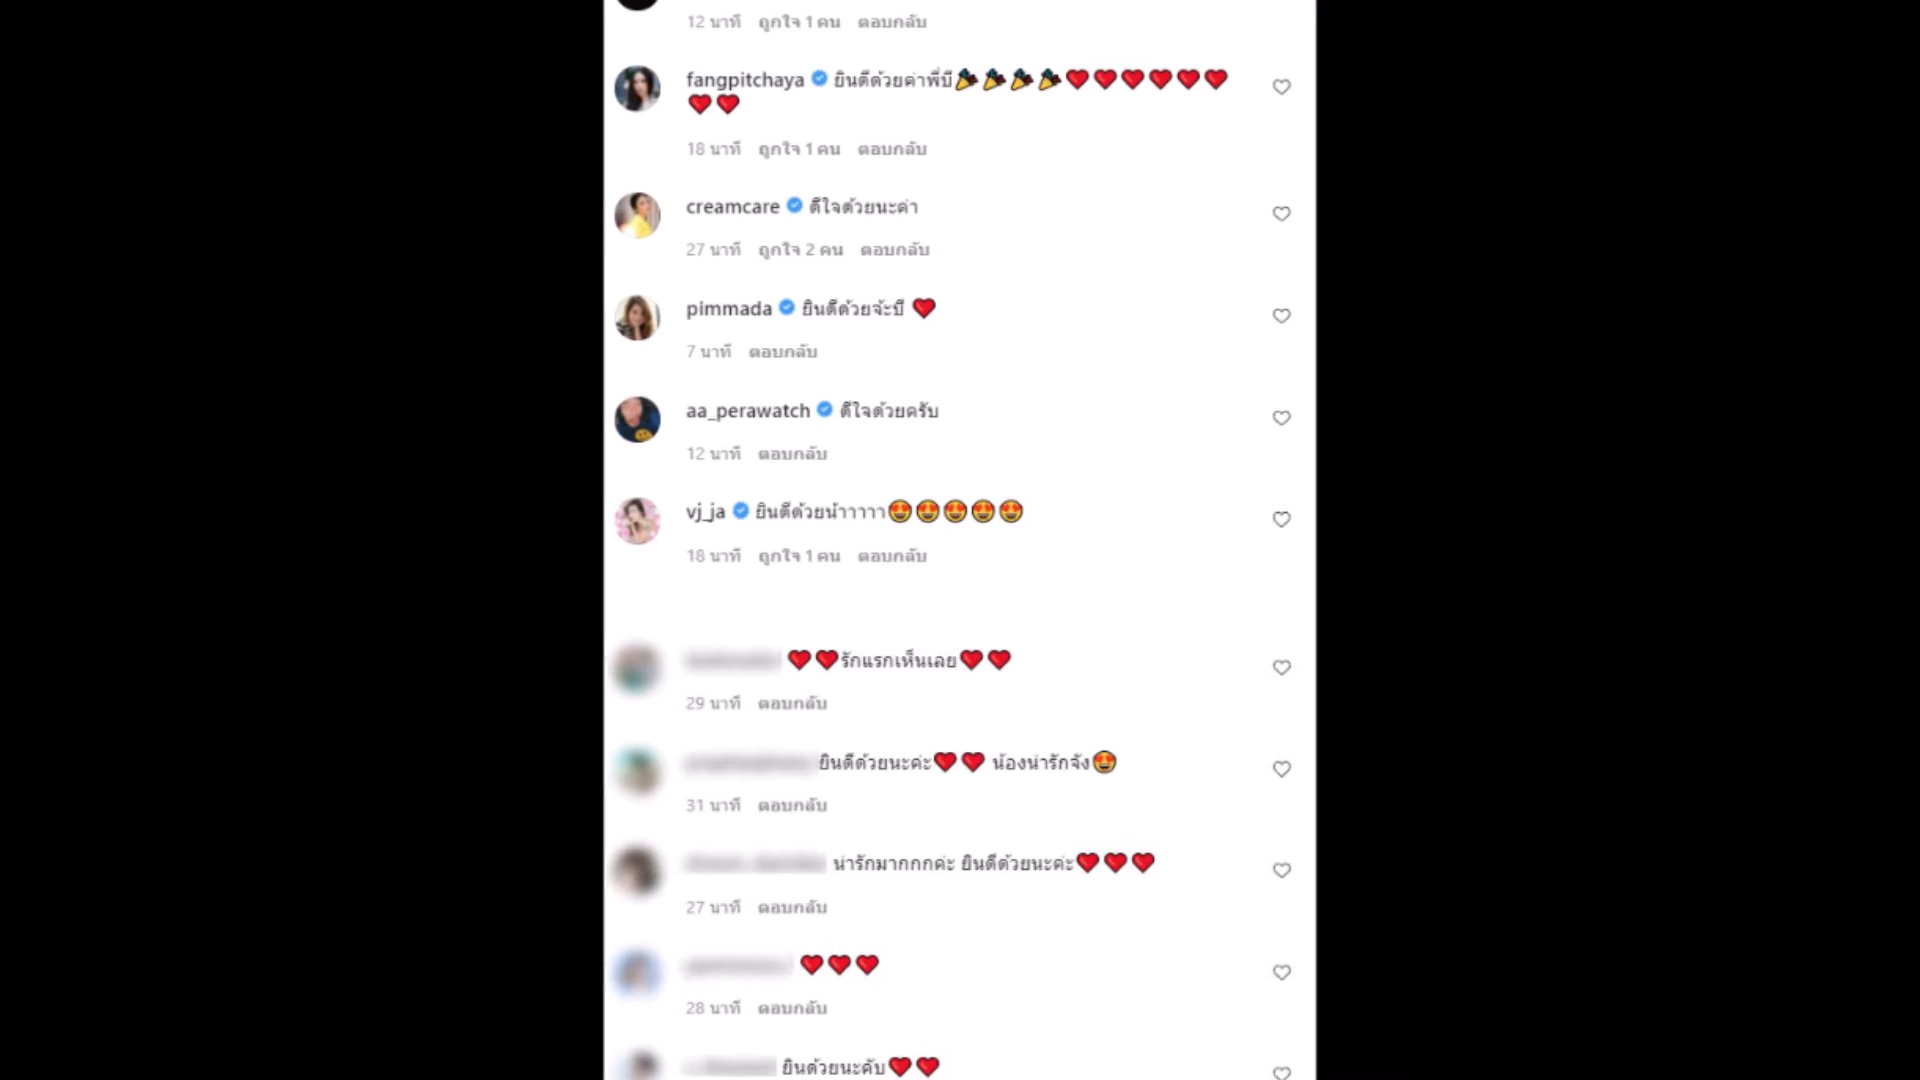 12 นาที ถูกใจ 1 คน ตอบกลับ
fangpitchaya ยินดีด้วยค่าพี่บี🎉🎉🎉🎉❤️❤️❤️❤️❤️❤️
❤️❤️
18 นาที ถูกใจ 1 คน ตอบกลับ
creamcare ดีใจด้วยนะค่า
27 นาที ถูกใจ 2 คน ตอบกลับ
pimmada ยินดีด้วยจ้ะบี ❤️
7 นาที ตอบกลับ
aa_perawatch ดีใจด้วยครับ
12 นาที ตอบกลับ
vj_ja ยินดีด้วยน้าาาาา😍😍😍😍😍
18 นาที ถูกใจ 1 คน ตอบกลับ
❤️❤️รักแรกเห็นเลย❤️❤️
29 นาที ตอบกลับ
ยินดีด้วยนะค่ะ❤️❤️ น้องน่ารักจัง😍
31 นาที ตอบกลับ
น่ารักมากกกค่ะ ยินดีด้วยนะค่ะ❤️❤️❤️
27 นาที ตอบกลับ
❤️❤️❤️
28 นาที ตอบกลับ
ยินด้วยนะคับ❤️❤️